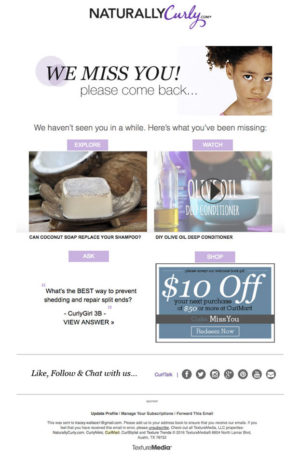 NATURALLYCurly.COM
WE MISS YOU!
please come back...
We haven't seen you in a while. Here's what you've been missing:
EXPLORE
WATCH
OLIVE OIL
DEEP CONDITIONER
CAN COCONUT SOAP REPLACE YOUR SHAMPOO?
DIY OLIVE OIL DEEP CONDITIONER
ASK
SHOP
"What's the BEST way to prevent
shedding and repair split ends?"
- CurlyGirl 3B -
VIEW ANSWER »
please accept our welcome back gift
$10 Off
your next purchase
of $50 or more at CurlMart
MissYou
Redeem Now
Like, Follow & Chat with us...
CurlTalk
Update Profile | Manage Your Subscriptions | Forward This Email
TextureMedia